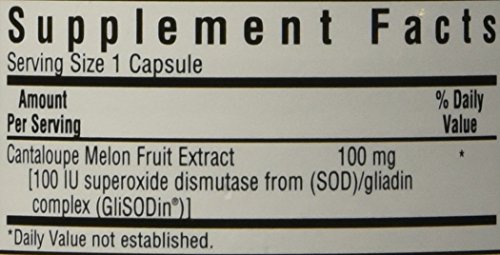 Supplement Facts
Serving Size 1 Capsule
Amount Per Serving % Daily Value
Cantaloupe Melon Fruit Extract 100 mg *
[100 IU superoxide dismutase from (SOD)/gliadin
complex (GliSODin®)]
*Daily Value not established.